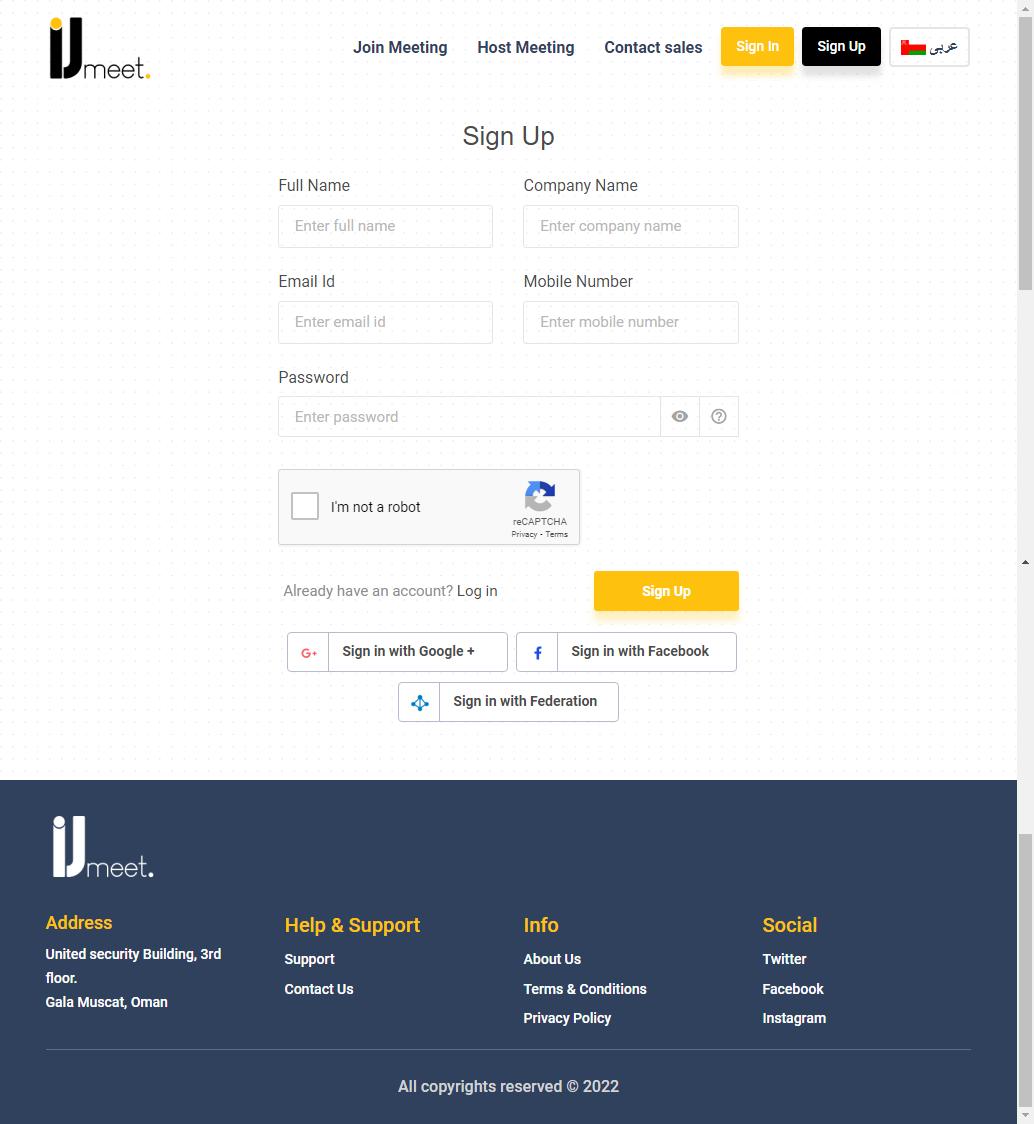 iJmeet.
Join Meeting
Host Meeting
Contact sales
Sign In
Sign Up
عربى
Sign Up
Full Name
Company Name
Enter full name
Enter company name
Email Id
Mobile Number
Enter email id
Enter mobile number
Password
Enter password
I'm not a robot
reCAPTCHA
Privacy - Terms
Already have an account? Log in
Sign Up
G+ Sign in with Google +
f Sign in with Facebook
Sign in with Federation
iJmeet.
Address
United security Building, 3rd
floor.
Gala Muscat, Oman
Help & Support
Support
Contact Us
Info
About Us
Terms & Conditions
Privacy Policy
Social
Twitter
Facebook
Instagram
All copyrights reserved © 2022